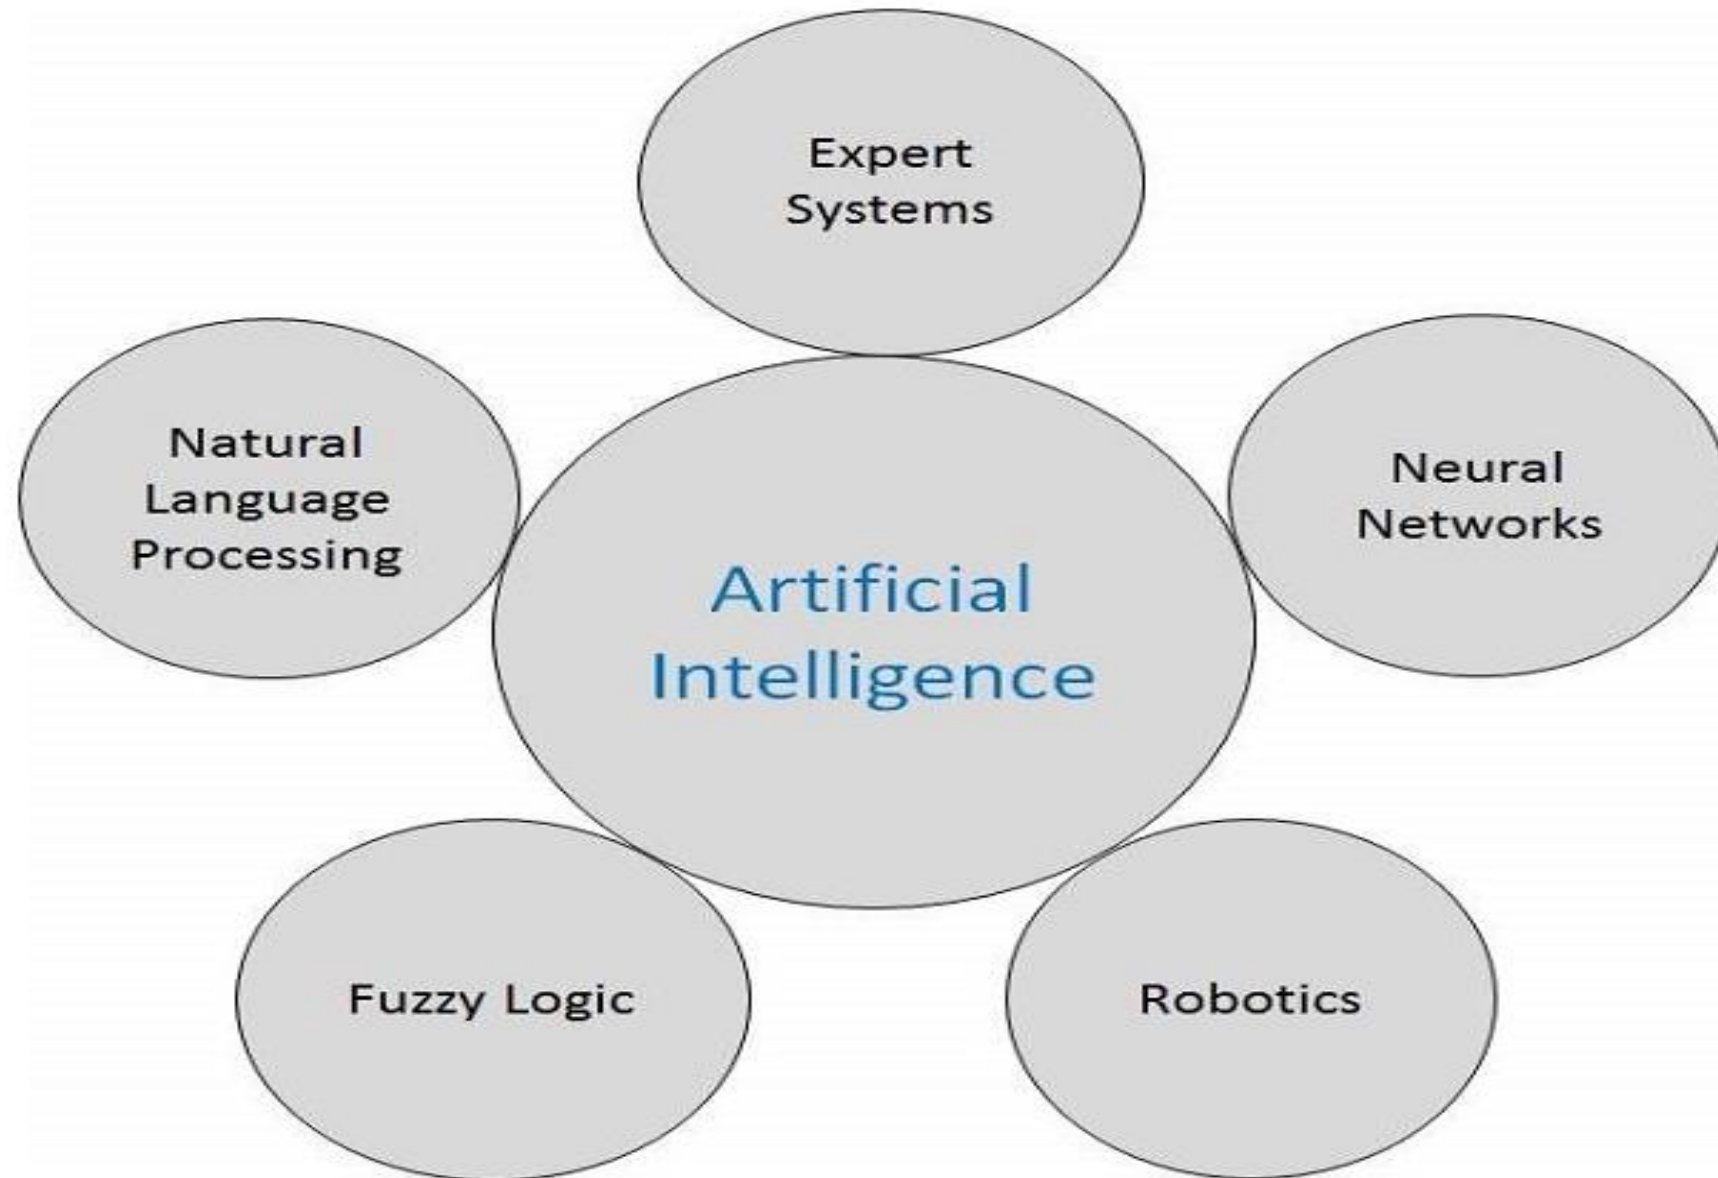 Expert
Systems
Natural
Language
Processing
Neural
Networks
Artificial
Intelligence
Fuzzy Logic
Robotics